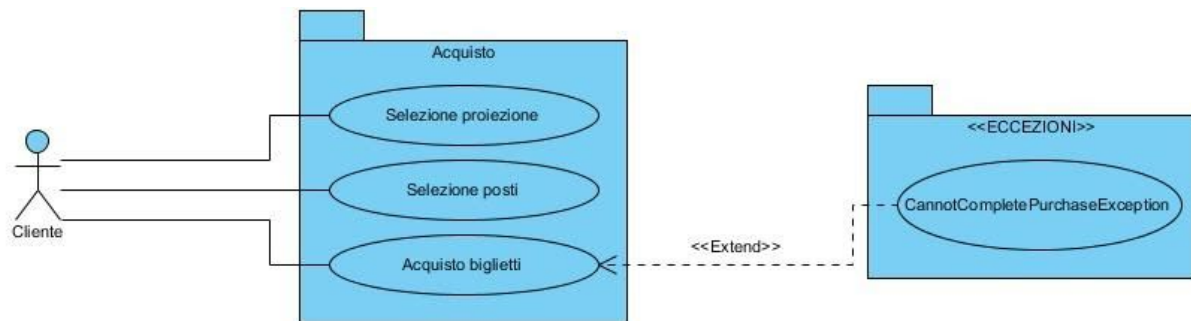 Acquisto
Selezione proiezione
<<ECCEZIONI>>
Selezione posti
CannotCompletePurchaseException
Cliente
<<Extend>>
Acquisto biglietti